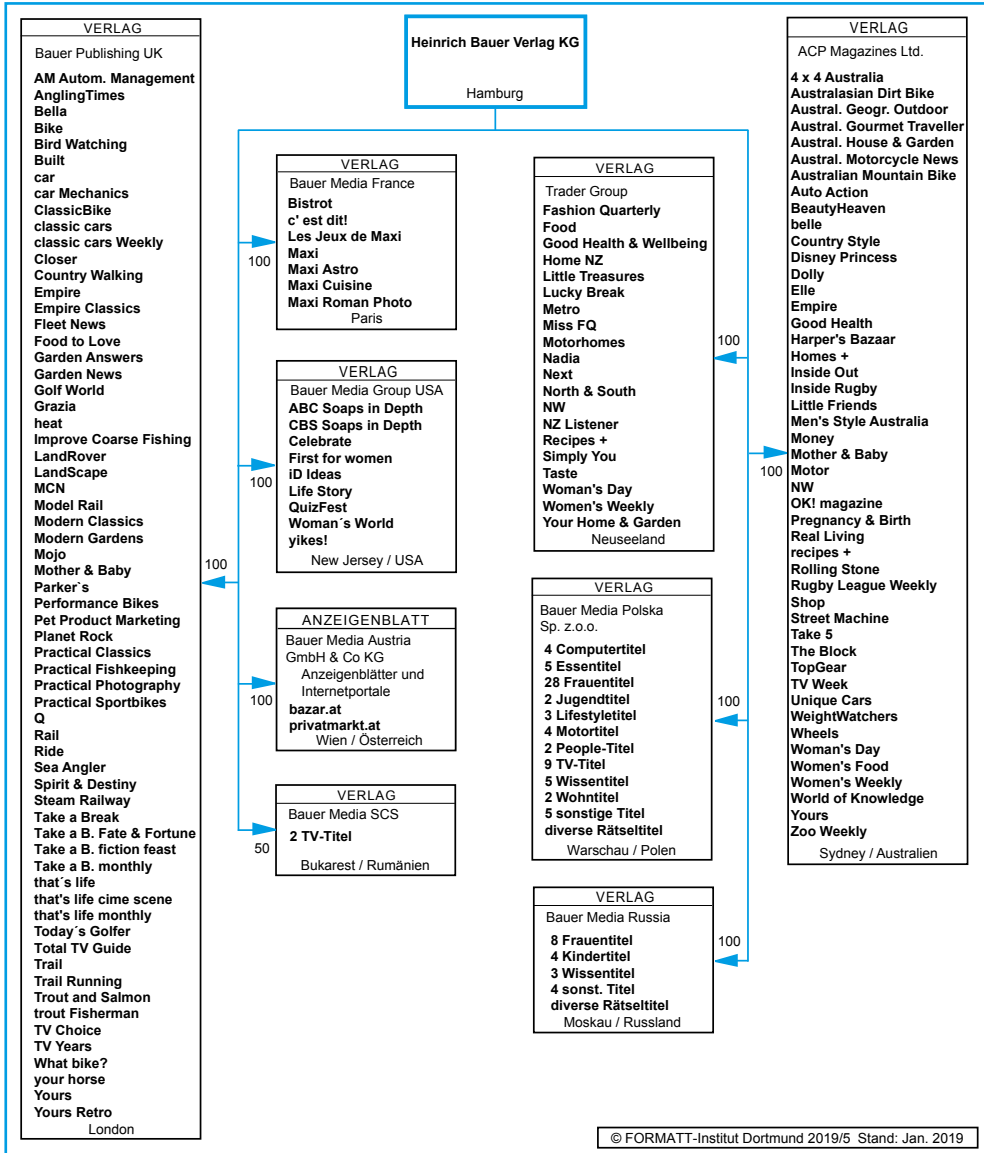 VERLAG
Bauer Publishing UK
AM Autom. Management
AnglingTimes
Bella
Bike
Bird Watching
Built
car
car Mechanics
ClassicBike
classic cars
classic cars Weekly
Closer
Country Walking
Empire
Empire Classics
Fleet News
Food to Love
Garden Answers
Garden News
Golf World
Grazia
heat
Improve Coarse Fishing
LandRover
LandScape
MCN
Model Rail
Modern Classics
Modern Gardens
Mojo
Mother & Baby
Parker`s
Performance Bikes
Pet Product Marketing
Planet Rock
Practical Classics
Practical Fishkeeping
Practical Photography
Practical Sportbikes
Q
Rail
Ride
Sea Angler
Spirit & Destiny
Steam Railway
Take a Break
Take a B. Fate & Fortune
Take a B. fiction feast
Take a B. monthly
that´s life
that's life cime scene
that's life monthly
Today´s Golfer
Total TV Guide
Trail
Trail Running
Trout and Salmon
trout Fisherman
TV Choice
TV Years
What bike?
your horse
Yours
Yours Retro
London
100
Heinrich Bauer Verlag KG
Hamburg
VERLAG
Bauer Media France
Bistrot
c' est dit!
Les Jeux de Maxi
Maxi
Maxi Astro
Maxi Cuisine
Maxi Roman Photo
Paris
100
VERLAG
Bauer Media Group USA
ABC Soaps in Depth
CBS Soaps in Depth
Celebrate
First for women
iD Ideas
Life Story
QuizFest
Woman´s World
yikes!
New Jersey / USA
100
ANZEIGENBLATT
Bauer Media Austria
GmbH & Co KG
Anzeigenblätter und
Internetportale
bazar.at
privatmarkt.at
Wien / Österreich
100
VERLAG
Bauer Media SCS
2 TV-Titel
Bukarest / Rumänien
50
VERLAG
Trader Group
Fashion Quarterly
Food
Good Health & Wellbeing
Home NZ
Little Treasures
Lucky Break
Metro
Miss FQ
Motorhomes
Nadia
Next
North & South
NW
NZ Listener
Recipes +
Simply You
Taste
Woman's Day
Women's Weekly
Your Home & Garden
Neuseeland
100
VERLAG
Bauer Media Polska
Sp. z.o.o.
4 Computertitel
5 Essentitel
28 Frauentitel
2 Jugendtitel
3 Lifestyletitel
4 Motortitel
2 People-Titel
9 TV-Titel
5 Wissentitel
2 Wohntitel
5 sonstige Titel
diverse Rätseltitel
Warschau / Polen
100
VERLAG
Bauer Media Russia
8 Frauentitel
4 Kindertitel
3 Wissentitel
4 sonst. Titel
diverse Rätseltitel
Moskau / Russland
100
VERLAG
ACP Magazines Ltd.
4 x 4 Australia
Australasian Dirt Bike
Austral. Geogr. Outdoor
Austral. Gourmet Traveller
Austral. House & Garden
Austral. Motorcycle News
Australian Mountain Bike
Auto Action
BeautyHeaven
belle
Country Style
Disney Princess
Dolly
Elle
Empire
Good Health
Harper's Bazaar
Homes +
Inside Out
Inside Rugby
Little Friends
Men's Style Australia
Money
Mother & Baby
Motor
NW
OK! magazine
Pregnancy & Birth
Real Living
recipes +
Rolling Stone
Rugby League Weekly
Shop
Street Machine
Take 5
The Block
TopGear
TV Week
Unique Cars
WeightWatchers
Wheels
Woman's Day
Women's Food
Women's Weekly
World of Knowledge
Yours
Zoo Weekly
Sydney / Australien
100
© FORMATT-Institut Dortmund 2019/5 Stand: Jan. 2019